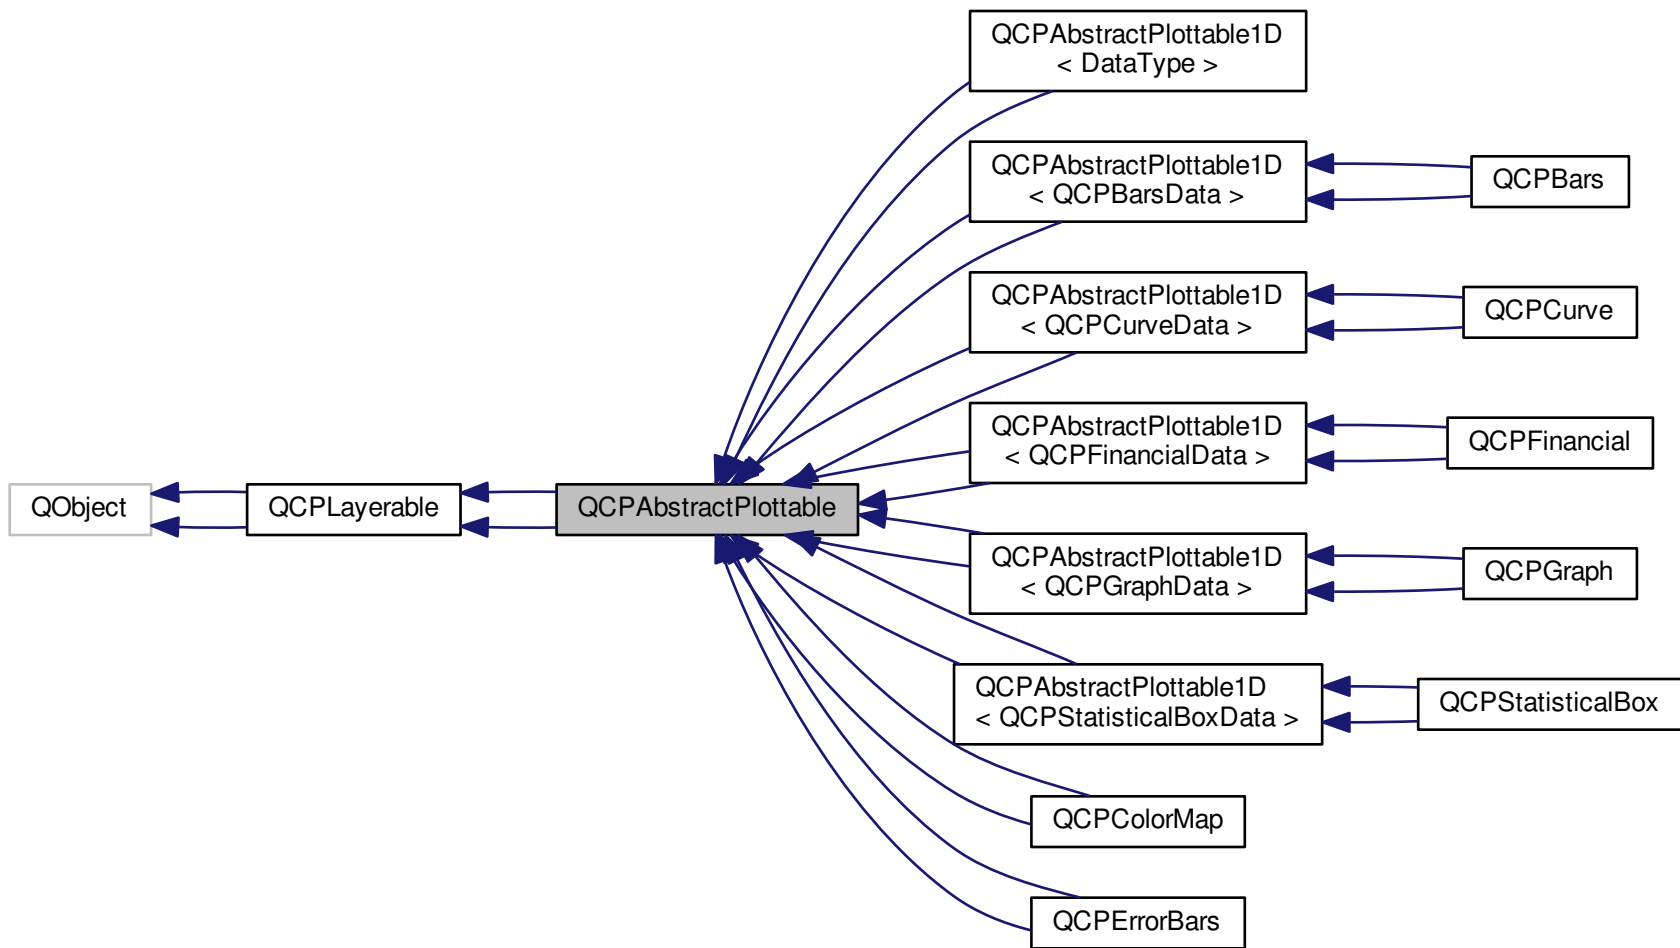 QCPAbstractPlottable1D
< DataType >
QCPAbstractPlottable1D
< QCPBarsData >
QCPBars
QCPAbstractPlottable1D
< QCPCurveData >
QCPCurve
QCPAbstractPlottable1D
< QCPFinancialData >
QCPFinancial
QObject
QCPLayerable
QCPAbstractPlottable
QCPAbstractPlottable1D
< QCPGraphData >
QCPGraph
QCPAbstractPlottable1D
< QCPStatisticalBoxData >
QCPStatisticalBox
QCPColorMap
QCPErrorBars